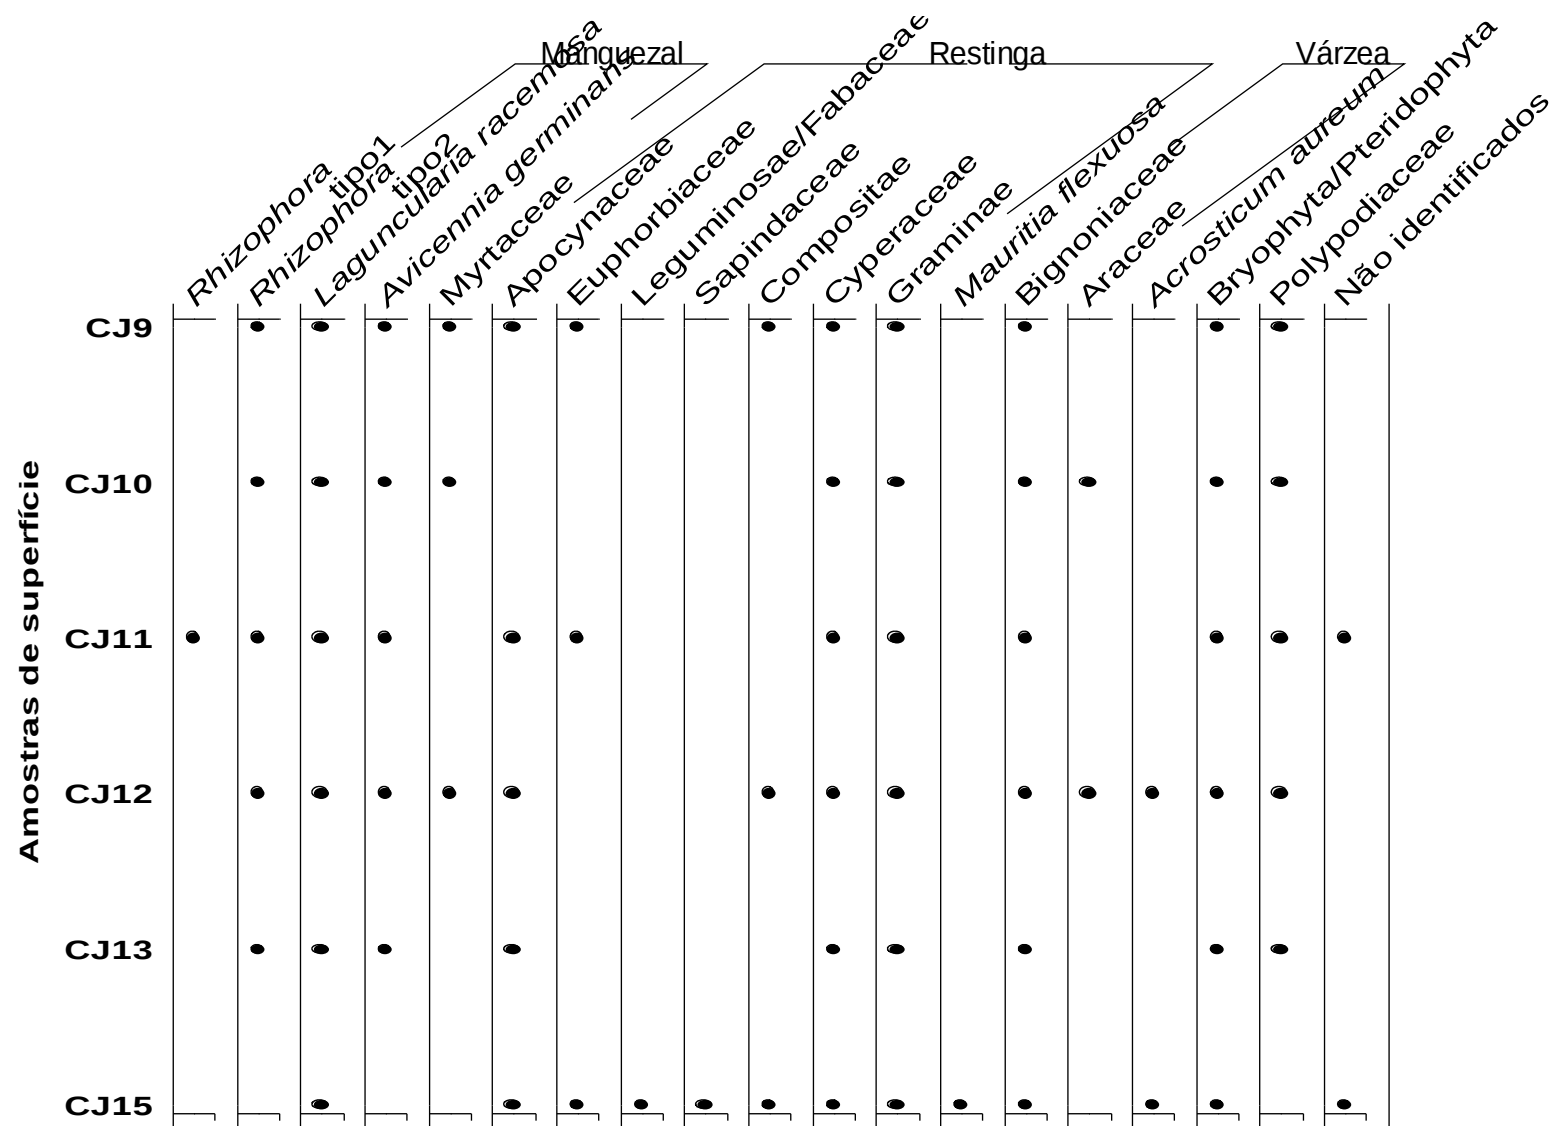 Manguezal
Restinga
Várzea
Rhizophora tipo1
Rhizophora tipo2
Laguncularia racemosa
Avicennia germinans
Myrtaceae
Apocynaceae
Euphorbiaceae
Leguminosae/Fabaceae
Sapindaceae
Compositae
Cyperaceae
Graminae
Mauritia flexuosa
Bignoniaceae
Araceae
Acrosticum aureum
Bryophyta/Pteridophyta
Polypodiaceae
Não identificados
Amostras de superfície
CJ9
CJ10
CJ11
CJ12
CJ13
CJ15